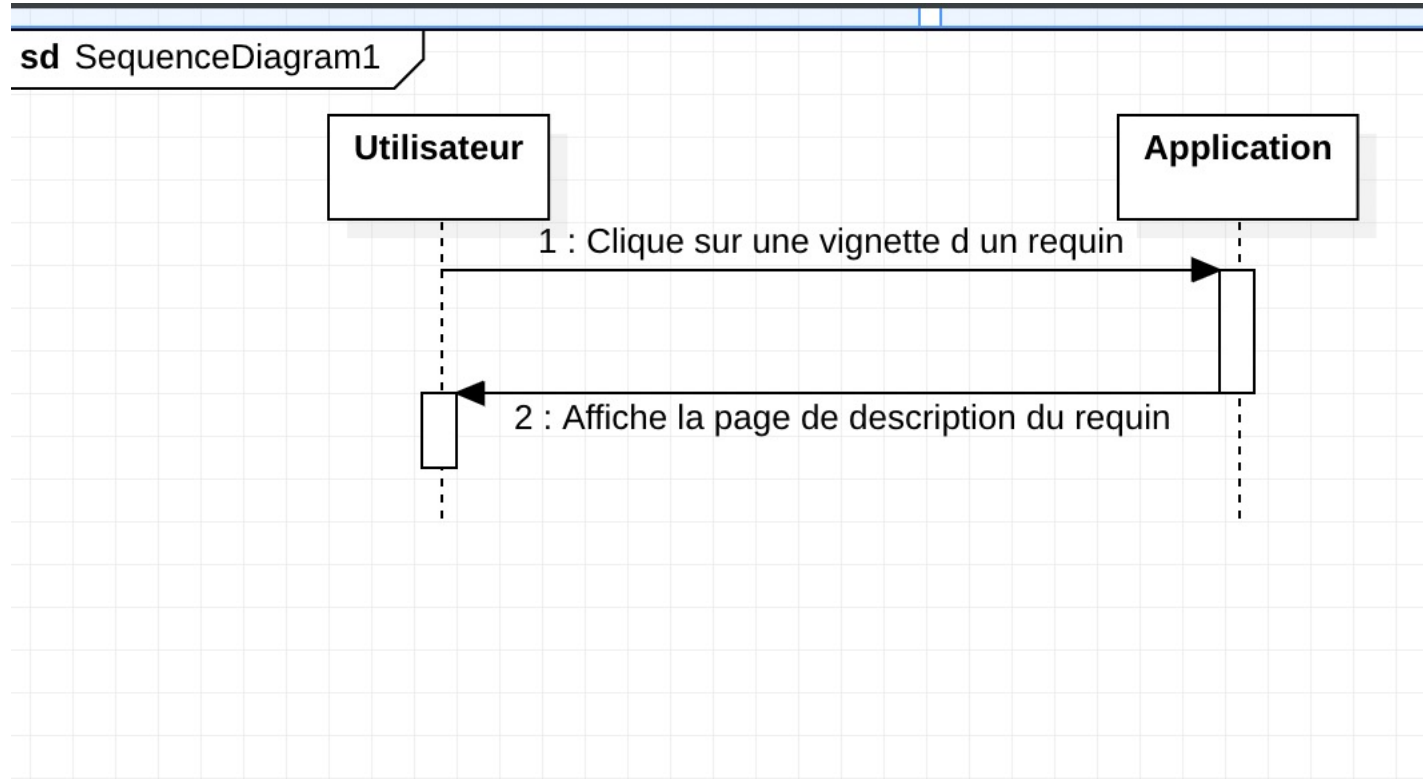 sd SequenceDiagram1
Utilisateur
Application
1 : Clique sur une vignette d un requin
2 : Affiche la page de description du requin